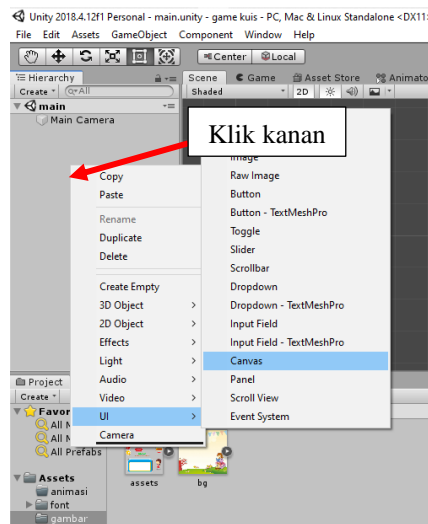 Unity 2018.4.12f1 Personal - main.unity - game kuis - PC, Mac & Linux Standalone <DX11>
File Edit Assets GameObject Component Window Help
Center Local
Hierarchy
Create All
main
Main Camera
Scene Game Asset Store Animato
Shaded 2D
Klik kanan
Copy
Paste
Rename
Duplicate
Delete
Create Empty
3D Object >
2D Object >
Effects >
Light >
Audio >
Video >
UI >
Camera
Image
Raw Image
Button
Button - TextMeshPro
Toggle
Slider
Scrollbar
Dropdown
Dropdown - TextMeshPro
Input Field
Input Field - TextMeshPro
Canvas
Panel
Scroll View
Event System
Project
Create
Favor
All M
All M
All Prefabs
Assets
animasi
font
gambar
assets bg